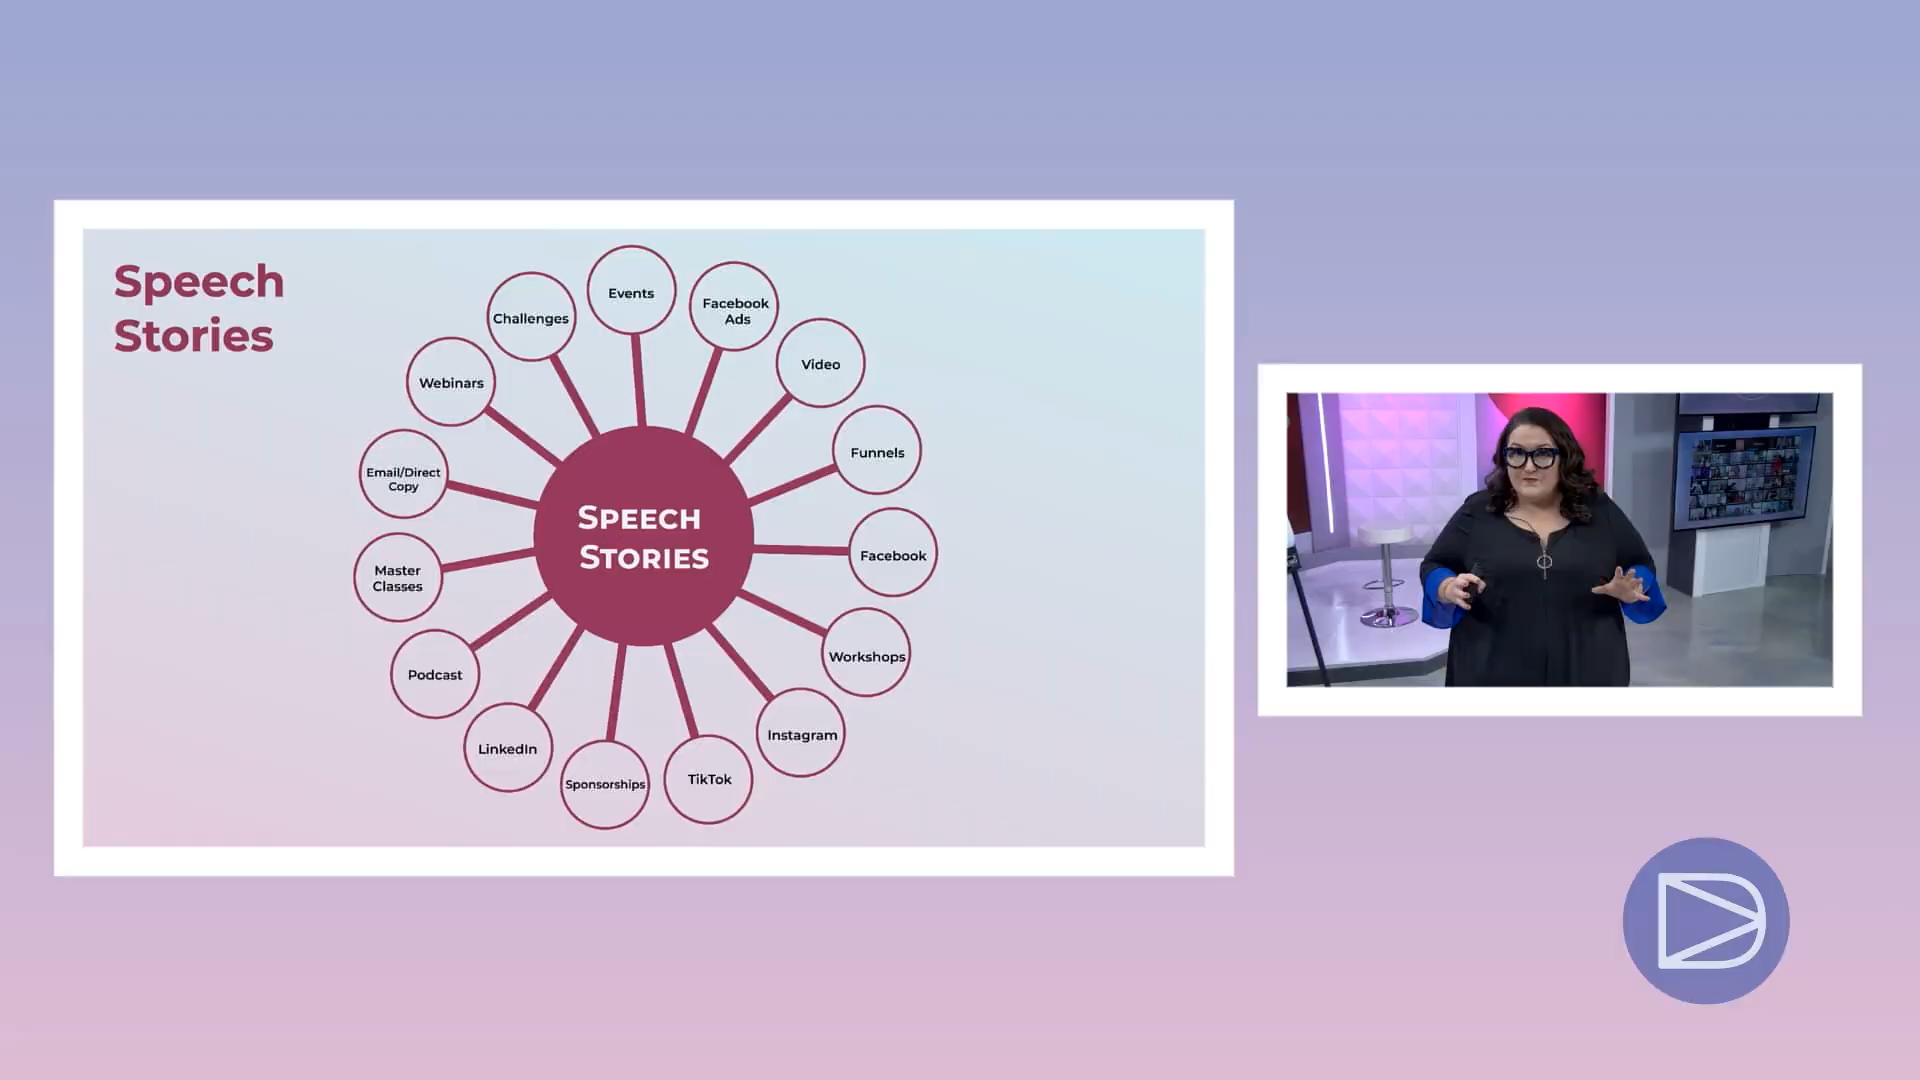 Speech
Stories
Events
Facebook
Ads
Video
Funnels
Facebook
Workshops
Instagram
TikTok
Sponsorships
LinkedIn
Podcast
Master
Classes
Email/Direct
Copy
Webinars
Challenges
SPEECH
STORIES